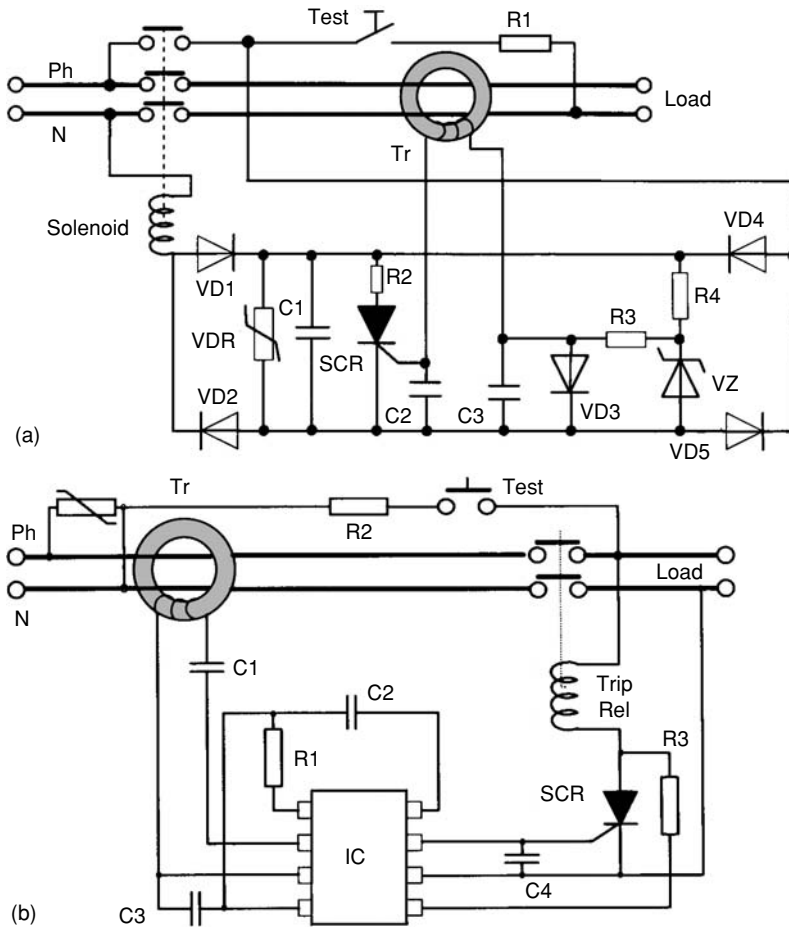 Test
R1
Ph
N
Load
Tr
Solenoid
VD4
VD1
R2
C1
R4
R3
VDR
SCR
VZ
VD2
C2
C3
VD3
VD5
(a)
Tr
Test
R2
Ph
Load
N
C1
C2
Trip
Rel
R1
R3
SCR
IC
C4
C3
(b)